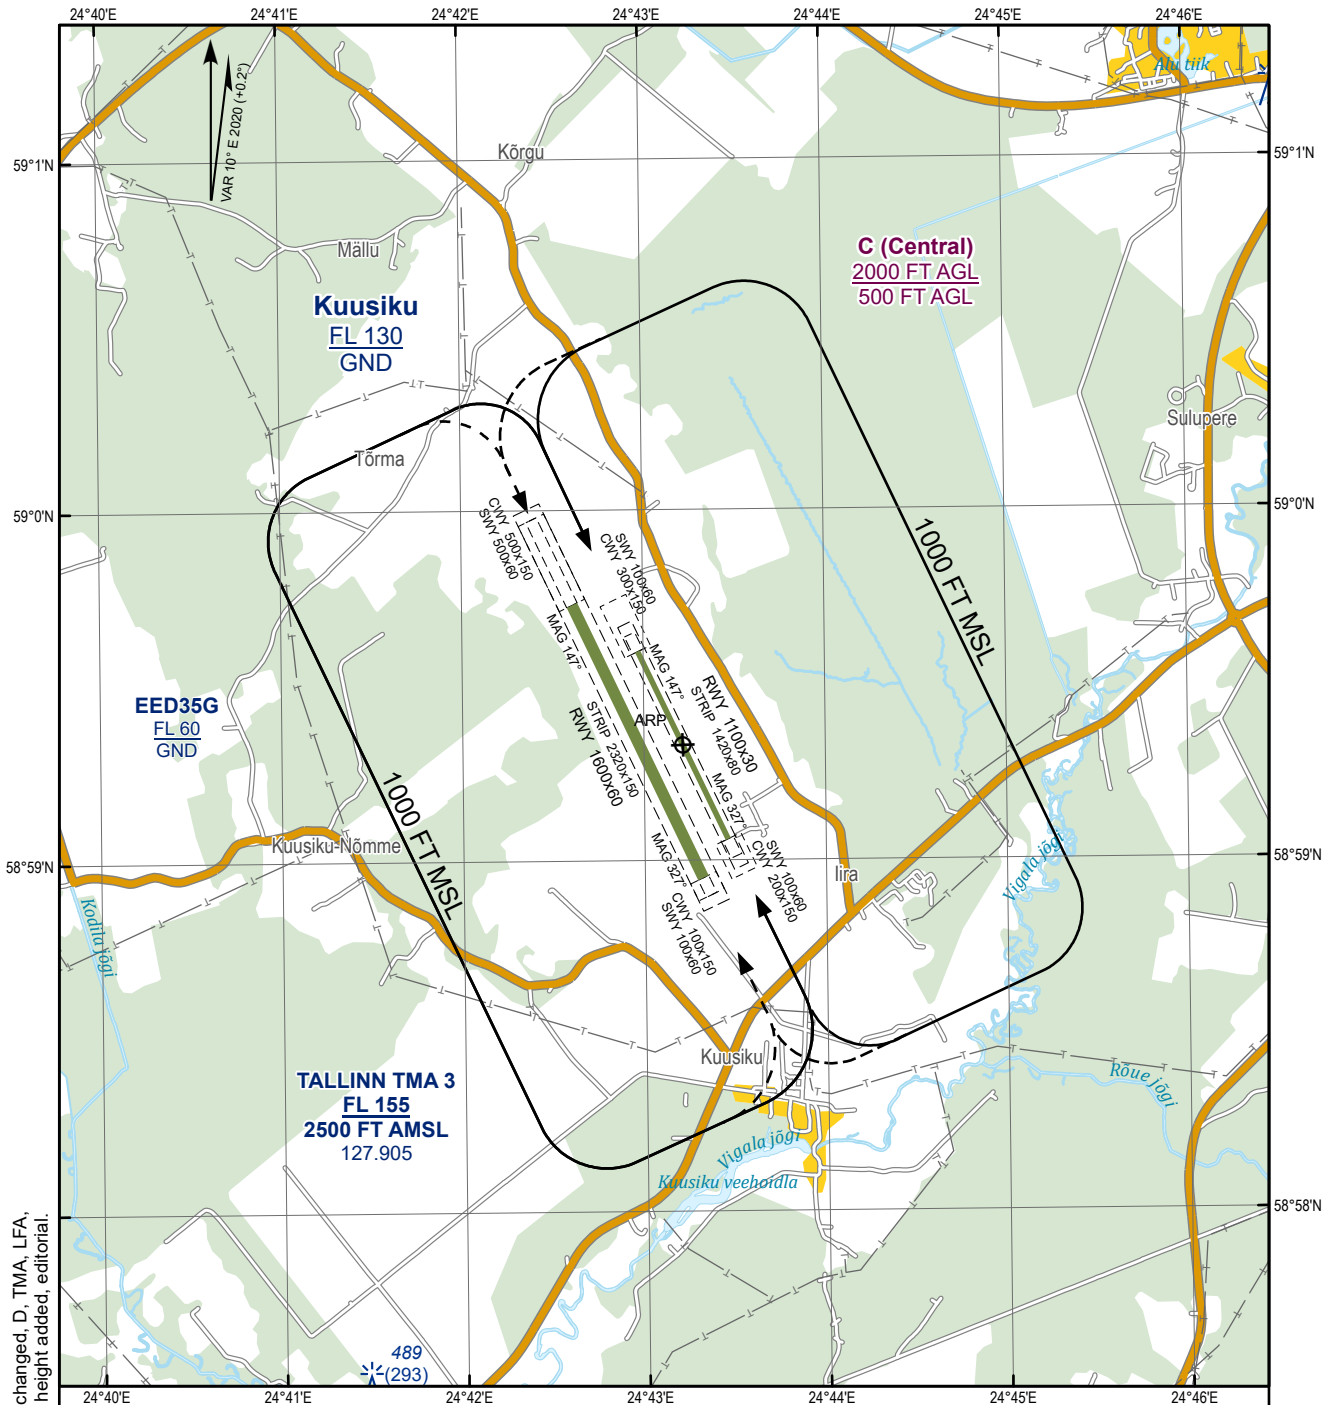 24°40'E
24°41'E
24°42'E
24°43'E
24°44'E
24°45'E
24°46'E
Alu tiik
VAR 10° E 2020 (+0.2°)
59°1'N
59°1'N
Kõrgu
Mällu
C (Central)
2000 FT AGL
500 FT AGL
Kuusiku
FL 130
GND
Sulupere
Tõrma
59°0'N
59°0'N
CWY 500x150
SWY 500x60
SWY 100x60
CWY 300x150
1000 FT MSL
MAG 147°
MAG 147°
RWY 1100x30
STRIP 1420x80
ARP
STRIP 2320x150
RWY 1600x60
EED35G
FL 60
GND
MAG 327°
1000 FT MSL
Kuusiku-Nõmme
MAG 327°
SWY 100x60
CWY 200x150
58°59'N
58°59'N
Iira
Vigala jõgi
CWY 100x150
SWY 100x60
Kodila jõgi
Kuusiku
Rõue jõgi
TALLINN TMA 3
FL 155
2500 FT AMSL
127.905
Vigala jõgi
Kuusiku veehoidla
58°58'N
changed, D, TMA, LFA,
height added, editorial.
489
(293)
24°40'E
24°41'E
24°42'E
24°43'E
24°44'E
24°45'E
24°46'E